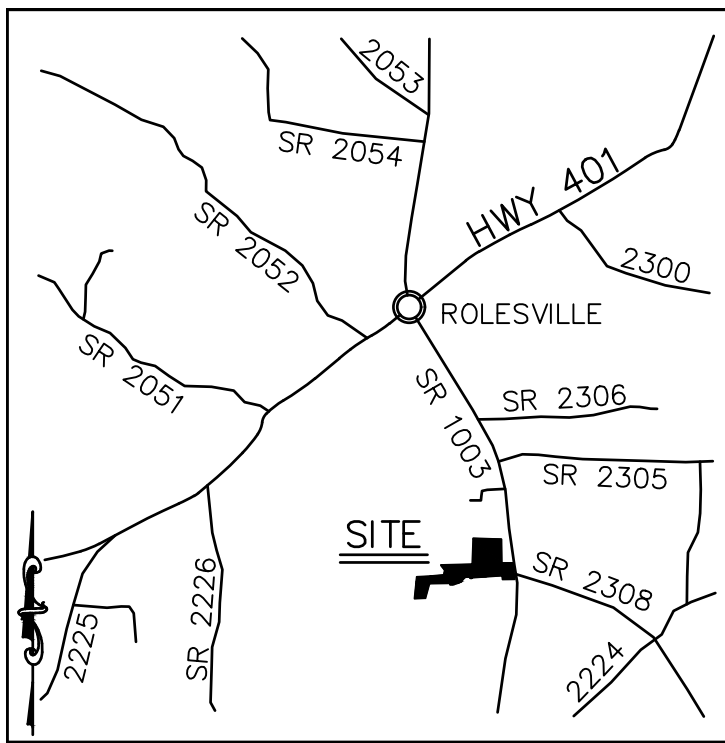 2053
SR 2054
HWY 401
SR 2052
2300
ROLESVILLE
SR 2051
SR 1003
SR 2306
SR 2305
SITE
SR 2308
SR 2226
2225
2224